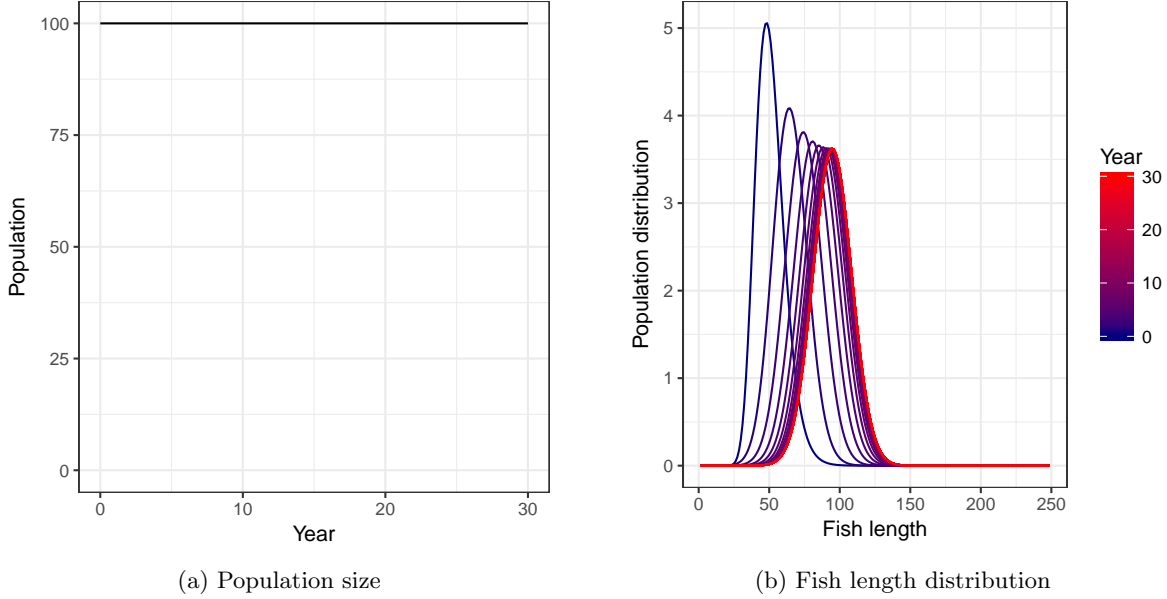 Population
100
75
50
25
0
0 10 20 30
Year
(a) Population size
Population distribution
5
4
3
2
1
0
0 50 100 150 200 250
Fish length
Year
30
20
10
0
(b) Fish length distribution